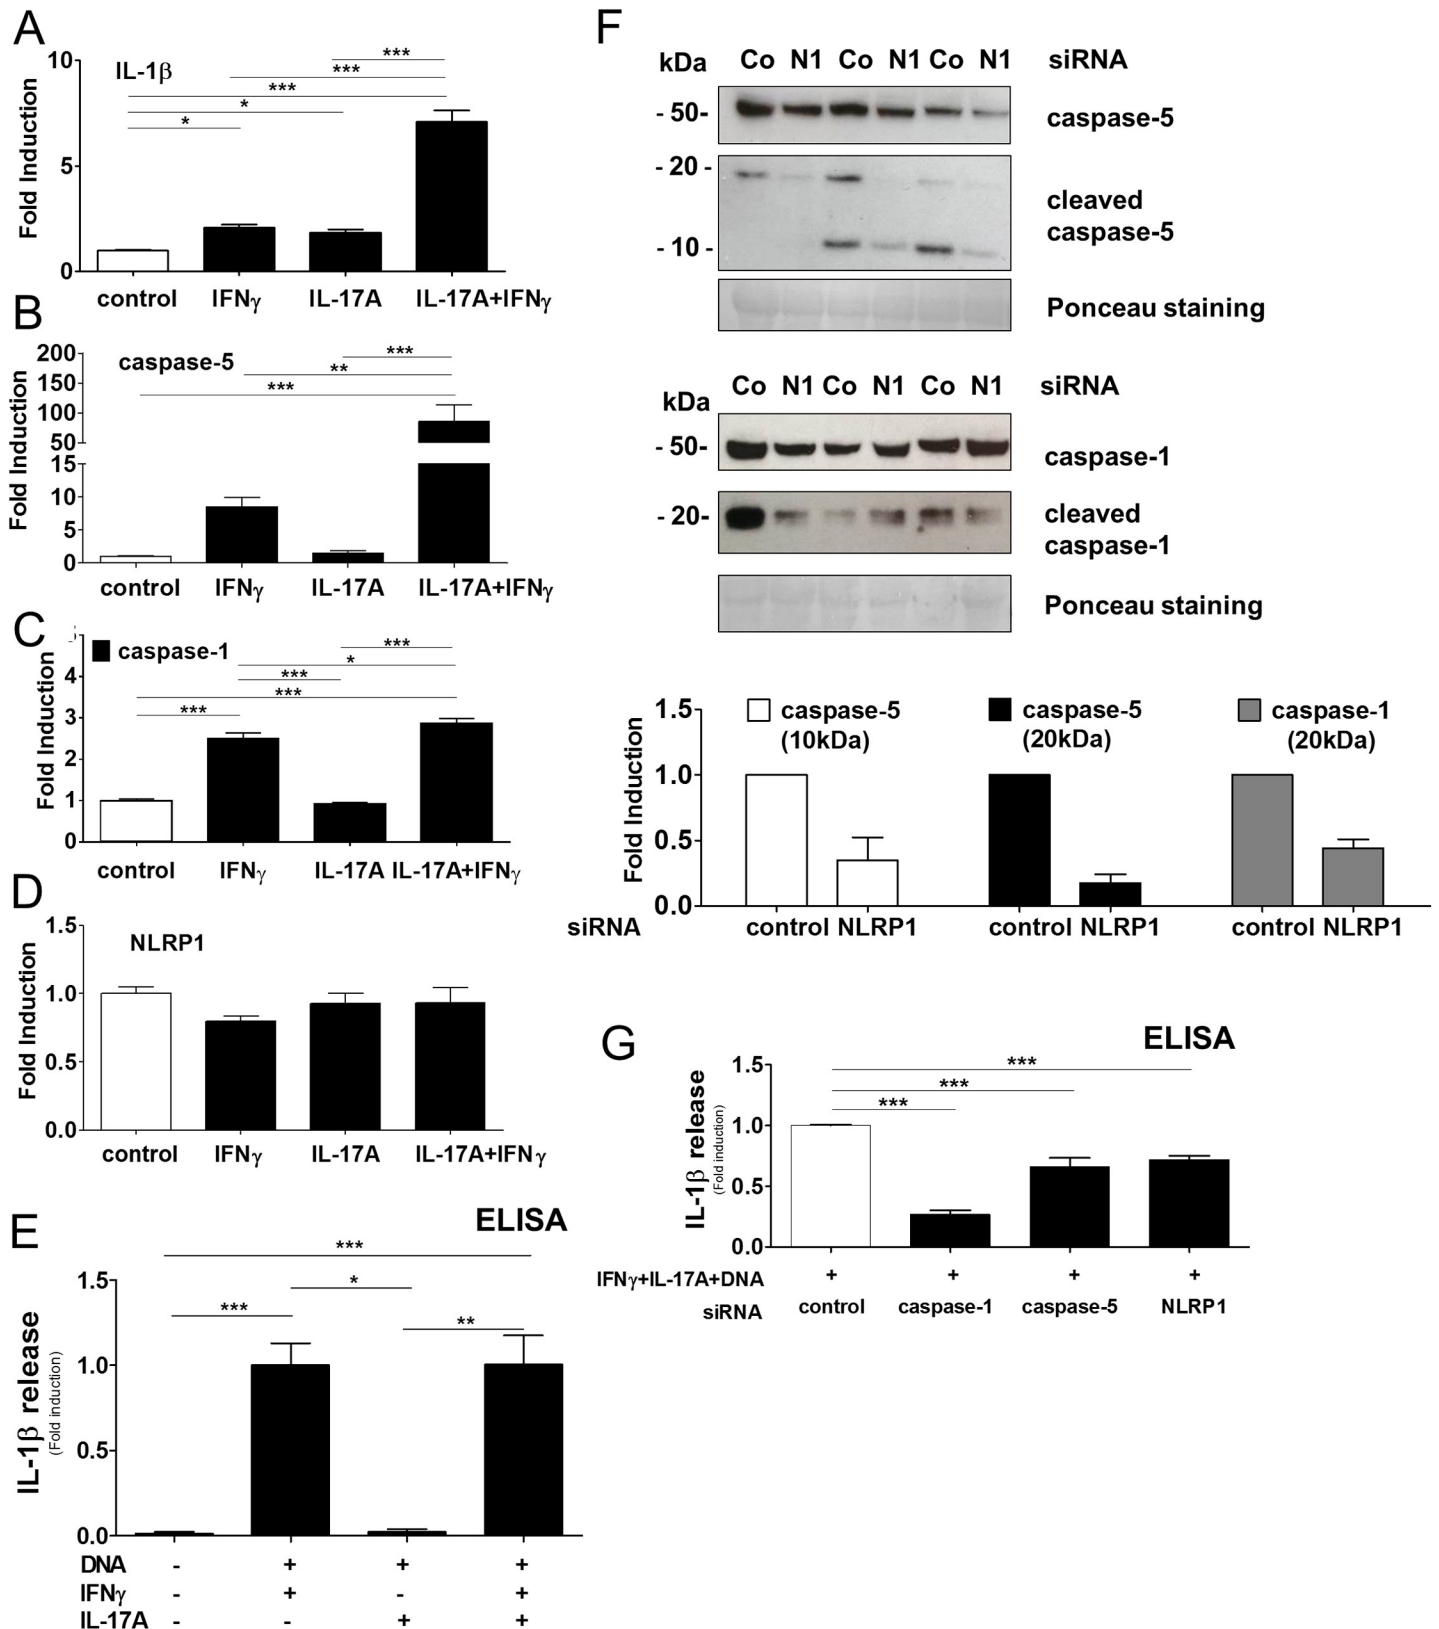 A
IL-1β
Fold Induction
10
5
0
***
***
***
*
*
control IFNγ IL-17A IL-17A+IFNγ
B
caspase-5
Fold Induction
200
150
100
50
15
10
5
0
***
**
***
control IFNγ IL-17A IL-17A+IFNγ
C
caspase-1
Fold Induction
4
3
2
1
0
***
*
***
***
***
control IFNγ IL-17A IL-17A+IFNγ
D
NLRP1
Fold Induction
1.5
1.0
0.5
0.0
control IFNγ IL-17A IL-17A+IFNγ
E
ELISA
IL-1β release
(Fold induction)
1.5
1.0
0.5
0.0
***
*
***
**
DNA - + + +
IFNγ - + - +
IL-17A - - + +
F
kDa Co N1 Co N1 Co N1 siRNA
- 50- caspase-5
- 20 -
cleaved
caspase-5
- 10 -
Ponceau staining
Co N1 Co N1 Co N1 siRNA
kDa
- 50- caspase-1
- 20- cleaved
caspase-1
Ponceau staining
Fold Induction
1.5
1.0
0.5
0.0
caspase-5
(10kDa)
caspase-5
(20kDa)
caspase-1
(20kDa)
siRNA control NLRP1 control NLRP1 control NLRP1
G
ELISA
IL-1β release
(Fold induction)
1.5
1.0
0.5
0.0
***
***
***
IFNγ+IL-17A+DNA + + + +
siRNA control caspase-1 caspase-5 NLRP1